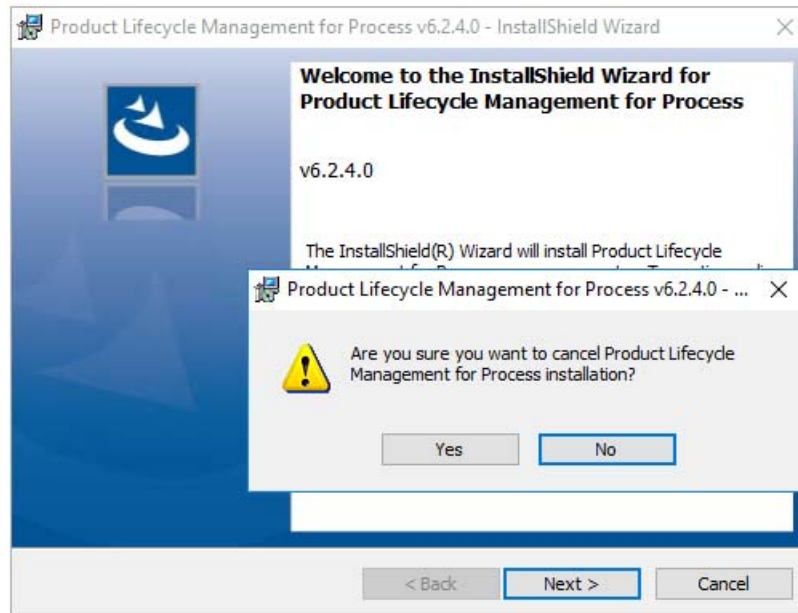 Product Lifecycle Management for Process v6.2.4.0 - InstallShield Wizard
Welcome to the InstallShield Wizard for
Product Lifecycle Management for Process
v6.2.4.0
The InstallShield(R) Wizard will install Product Lifecycle
Product Lifecycle Management for Process v6.2.4.0 - ...
Are you sure you want to cancel Product Lifecycle
Management for Process installation?
Yes
No
< Back
Next >
Cancel